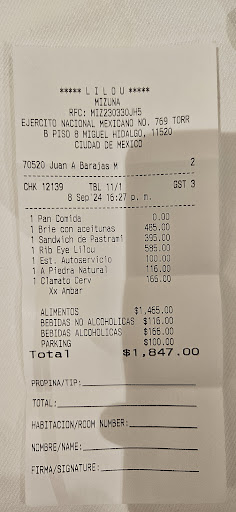 ***** L I L O U *****
MIZUNA
RFC: MIZ230330JH5
EJERCITO NACIONAL MEXICANO NO. 769 TORR
B PISO 8 MIGUEL HIDALGO, 11520
CIUDAD DE MEXICO
70520 Juan A Barajas M 2
CHK 12139 TBL 11/1 GST 3
8 Sep'24 16:27 p. m.
1 Pan Comida 0.00
1 Brie con aceitunas 485.00
1 Sandwich de Pastrami 395.00
1 Rib Eye Lilou 585.00
1 Est. Autoservicio 100.00
1 A Piedra Natural 116.00
1 Clamato Cerv 166.00
Xx Ambar
ALIMENTOS $1,465.00
BEBIDAS NO ALCOHOLICAS $116.00
BEBIDAS ALCOHOLICAS $166.00
PARKING $100.00
Total $1,847.00
PROPINA/TIP:
TOTAL:
HABITACION/ROOM NUMBER:
NOMBRE/NAME:
FIRMA/SIGNATURE: